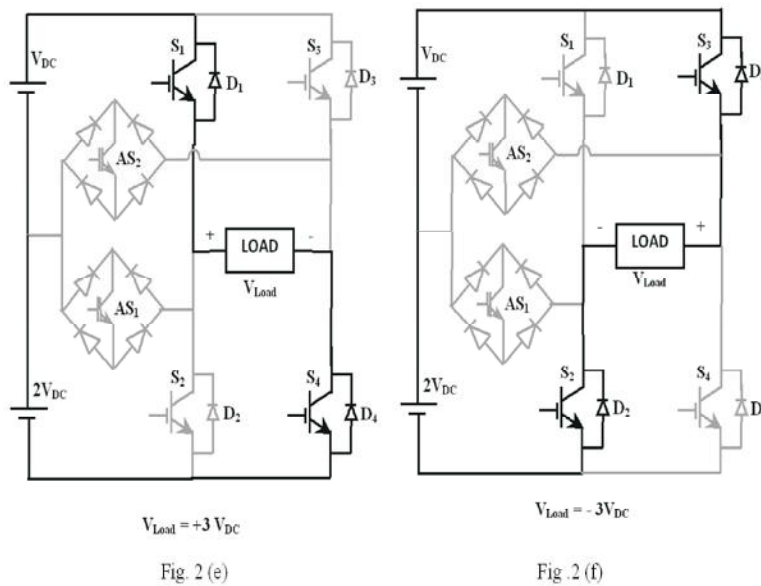 S1
S3
VDC
D1
D3
AS2
+
LOAD
-
VLoad
AS1
S2
S4
2VDC
D2
D4
VLoad = +3 VDC
Fig. 2 (e)
S1
S3
VDC
D1
D
AS2
-
LOAD
+
VLoad
AS1
S2
S4
2VDC
D2
D
VLoad = - 3VDC
Fig .2 (f)